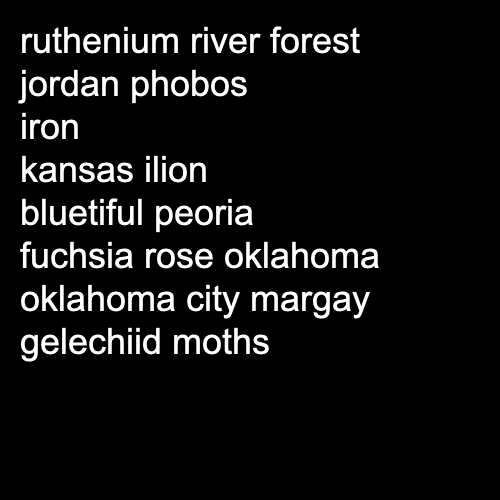 ruthenium river forest
jordan phobos
iron
kansas ilion
bluetiful peoria
fuchsia rose oklahoma
oklahoma city margay
gelechiid moths